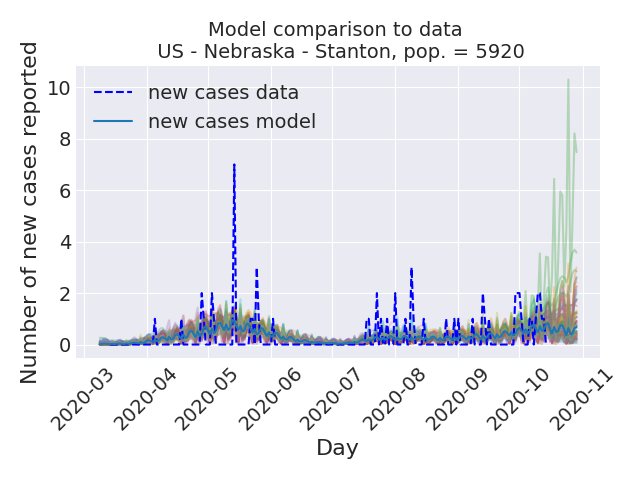 Model comparison to data
US - Nebraska - Stanton, pop. = 5920
Number of new cases reported
10
8
6
4
2
0
new cases data
new cases model
2020-03
2020-04
2020-05
2020-06
2020-07
2020-08
2020-09
2020-10
2020-11
Day